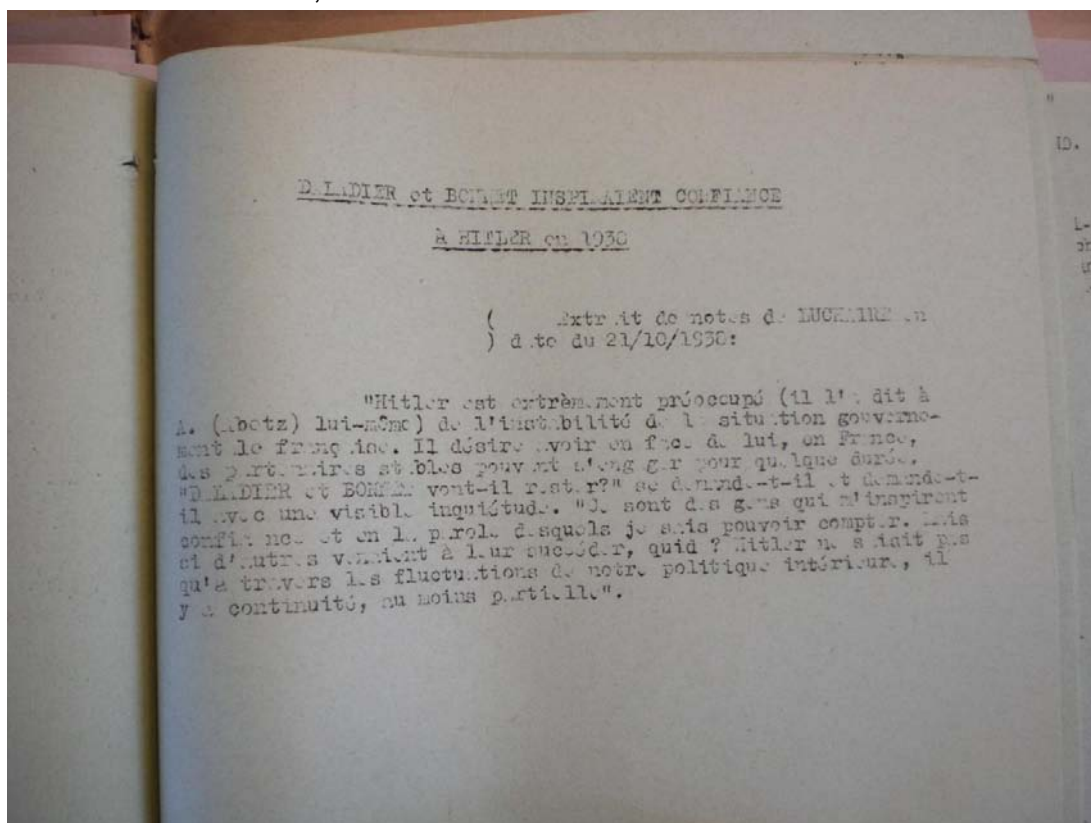 DALADIER et BONNET INSPIRAIENT CONFIANCE
à HITLER en 1938
( Extrait de notes de LUCHAIRE en
) date du 21/10/1938:
"Hitler est extrèmement préoccupé (il l'a dit à
A. (Abetz) lui-même) de l'instabilité de la situation gouverne-
mentale française. Il désire avoir en face de lui, en France,
des partenaires stables pouvant s'engager pour quelque durée.
"DALADIER et BONNET vont-il rester?" se demande-t-il et demande-t-
il avec une visible inquiétude. "Ce sont des gens qui m'inspirent
confiance et en la parole desquels je sais pouvoir compter. Mais
si d'autres venaient à leur succéder, quid ? Hitler ne sait pas
qu'à travers les fluctuations de notre politique intérieure, il
y a continuité, au moins partielle".
"
ID.